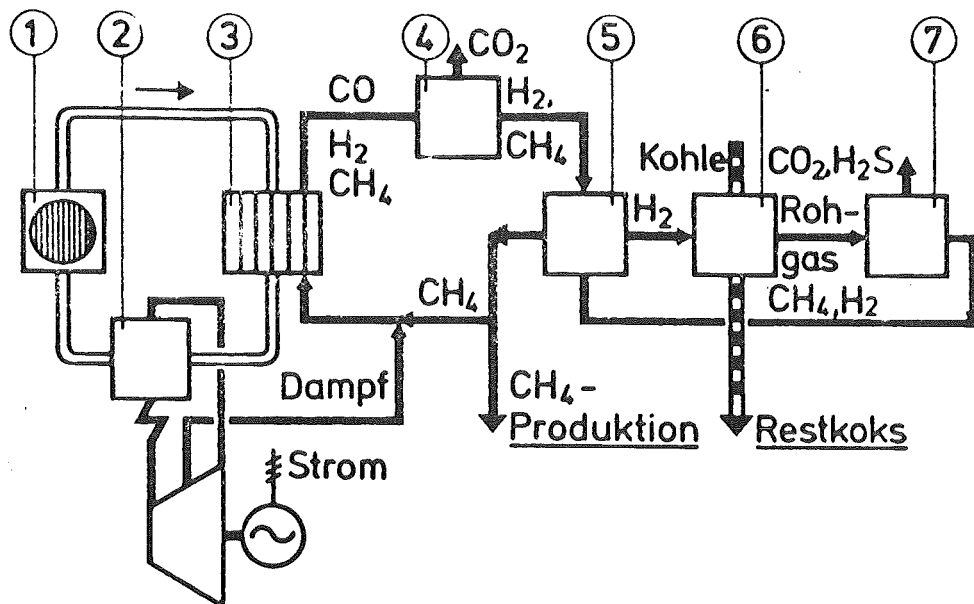 1 2 3 4 5 6 7
CO₂
CO
H₂
CH₄
H₂,
CH₄
Kohle
CO₂,H₂S
H₂
Roh-
gas
CH₄
CH₄,H₂
Dampf
CH₄-
Produktion
Restkoks
Strom